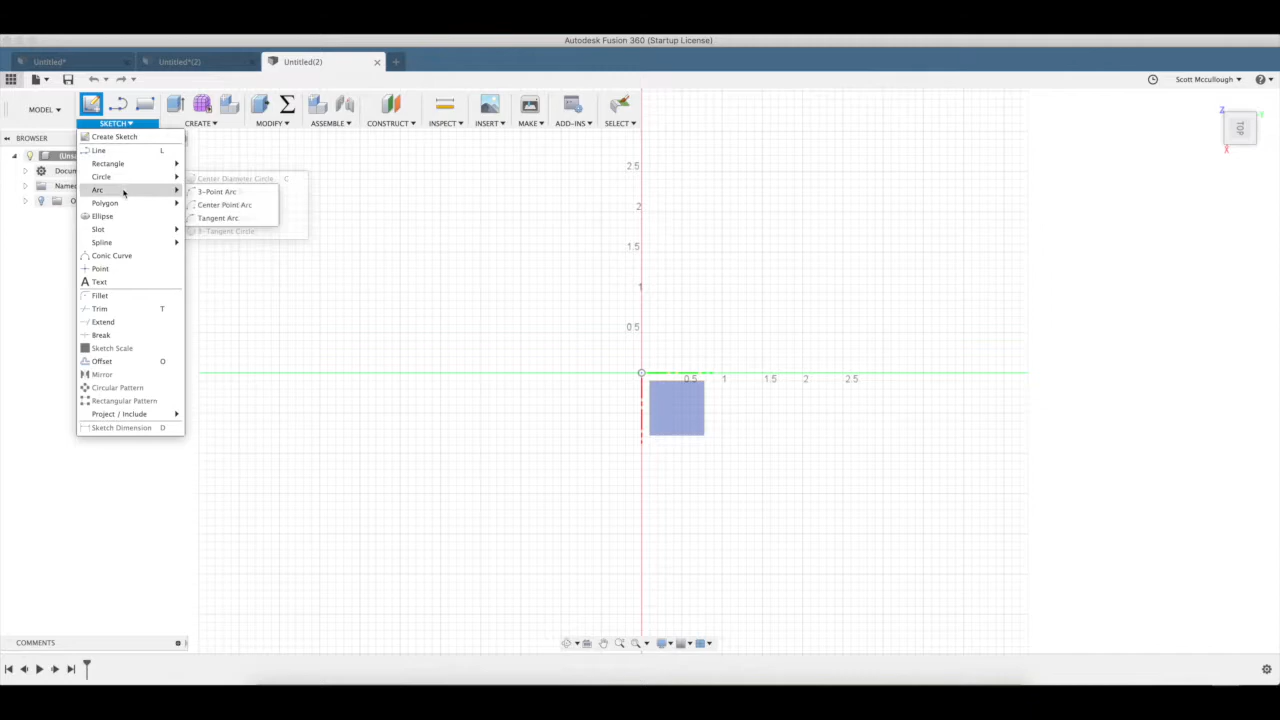 Autodesk Fusion 360 (Startup License)
Untitled*
Untitled*(2)
Untitled(2)
Scott Mccullough
MODEL
SKETCH
CREATE
MODIFY
ASSEMBLE
CONSTRUCT
INSPECT
INSERT
MAKE
ADD-INS
SELECT
BROWSER
(Uns
Docum
Named
O
Create Sketch
Line L
Rectangle
Circle
Arc
Polygon
Ellipse
Slot
Spline
Conic Curve
Point
Text
Fillet
Trim T
Extend
Break
Sketch Scale
Offset O
Mirror
Circular Pattern
Rectangular Pattern
Project / Include
Sketch Dimension D
Center Diameter Circle C
3-Point Arc
Center Point Arc
Tangent Arc
3-Tangent Circle
2.5
2
1.5
1
0.5
0.5 1 1.5 2 2.5
Z
Y
TOP
X
COMMENTS